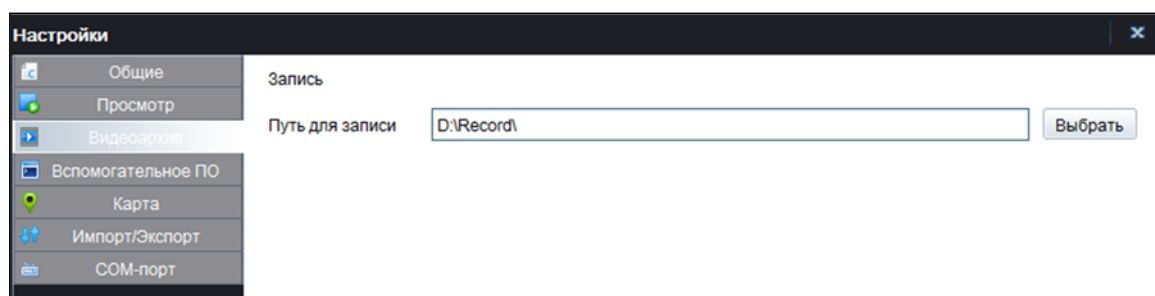 Настройки
Общие
Просмотр
Видеоархив
Вспомогательное ПО
Карта
Импорт/Экспорт
COM-порт
Запись
Путь для записи D:\Record\ Выбрать